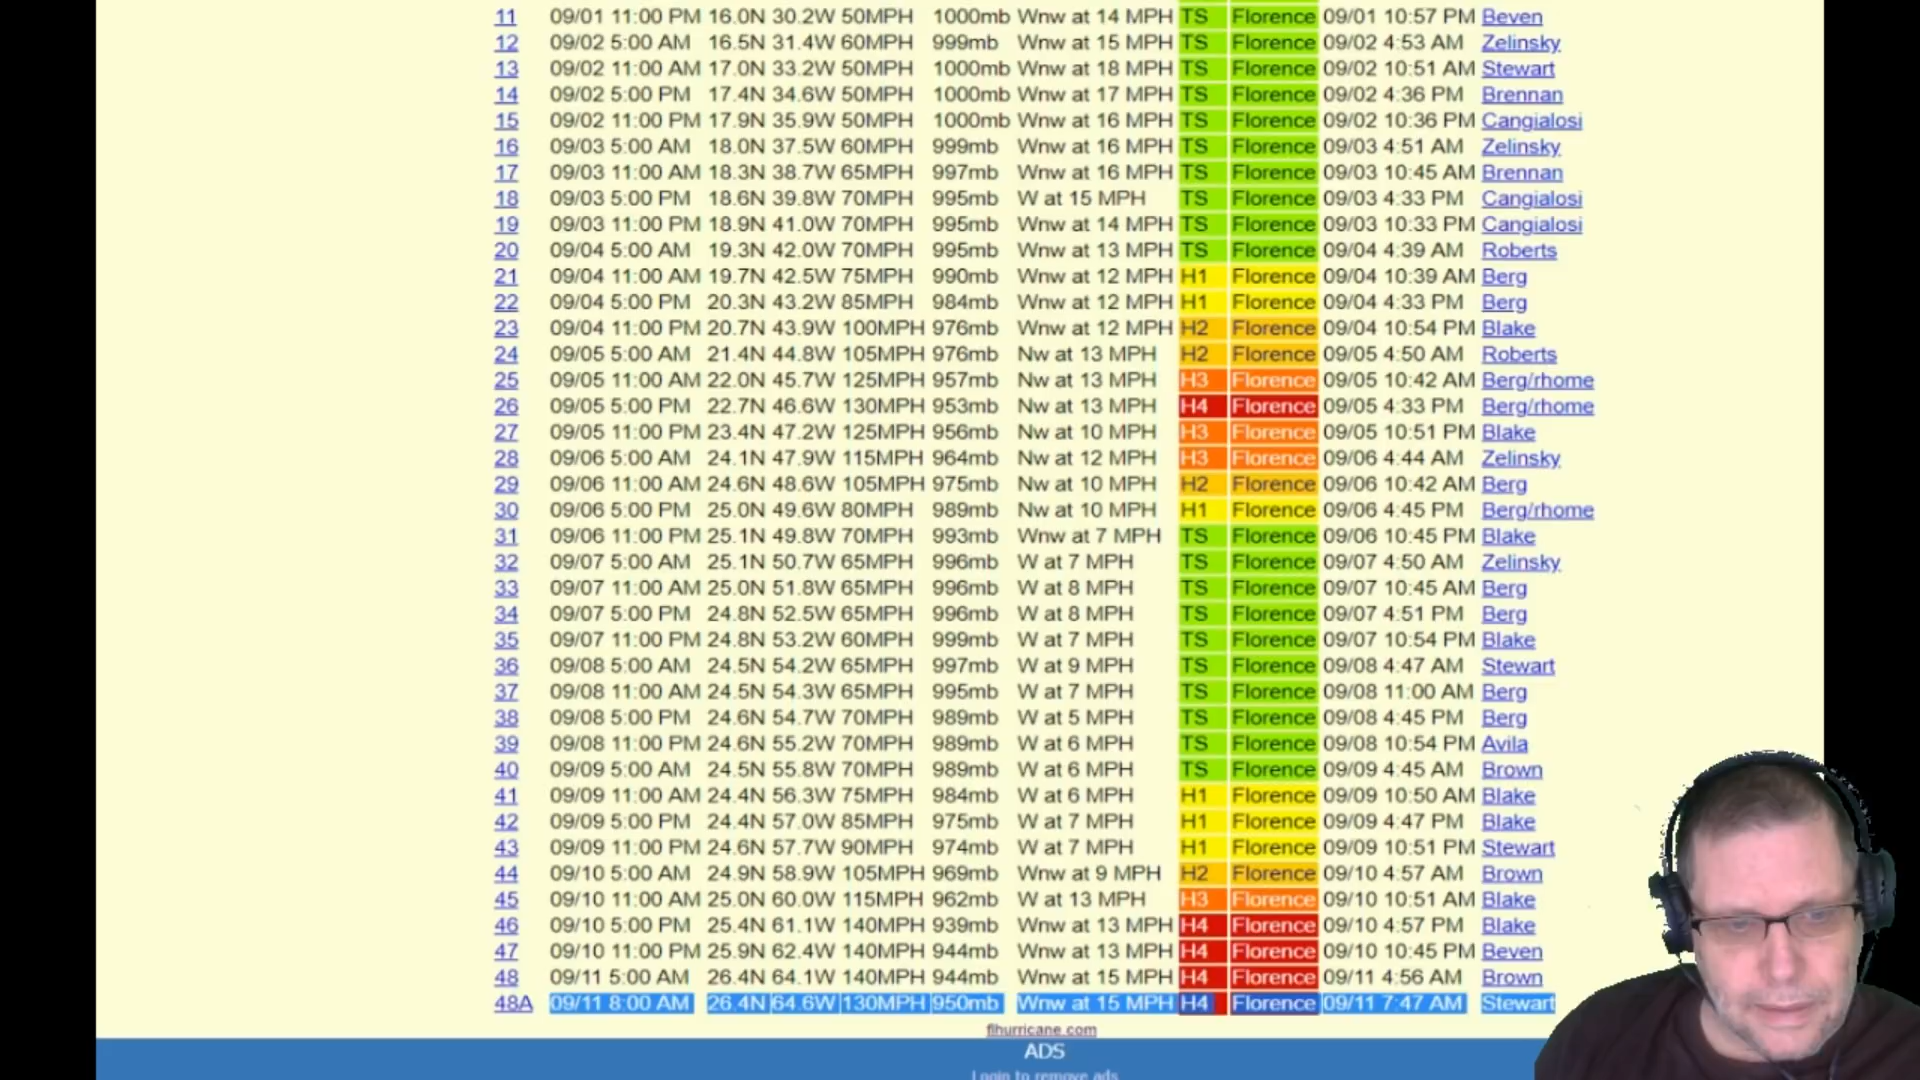 11 09/01 11:00 PM 16.0N 30.2W 50MPH 1000mb Wnw at 14 MPH TS Florence 09/01 10:57 PM Beven
12 09/02 5:00 AM 16.5N 31.4W 60MPH 999mb Wnw at 15 MPH TS Florence 09/02 4:53 AM Zelinsky
13 09/02 11:00 AM 17.0N 33.2W 50MPH 1000mb Wnw at 18 MPH TS Florence 09/02 10:51 AM Stewart
14 09/02 5:00 PM 17.4N 34.6W 50MPH 1000mb Wnw at 17 MPH TS Florence 09/02 4:36 PM Brennan
15 09/02 11:00 PM 17.9N 35.9W 50MPH 1000mb Wnw at 16 MPH TS Florence 09/02 10:36 PM Cangialosi
16 09/03 5:00 AM 18.0N 37.5W 60MPH 999mb Wnw at 16 MPH TS Florence 09/03 4:51 AM Zelinsky
17 09/03 11:00 AM 18.3N 38.7W 65MPH 997mb Wnw at 16 MPH TS Florence 09/03 10:45 AM Brennan
18 09/03 5:00 PM 18.6N 39.8W 70MPH 995mb W at 15 MPH TS Florence 09/03 4:33 PM Cangialosi
19 09/03 11:00 PM 18.9N 41.0W 70MPH 995mb Wnw at 14 MPH TS Florence 09/03 10:33 PM Cangialosi
20 09/04 5:00 AM 19.3N 42.0W 70MPH 995mb Wnw at 13 MPH TS Florence 09/04 4:39 AM Roberts
21 09/04 11:00 AM 19.7N 42.5W 75MPH 990mb Wnw at 12 MPH H1 Florence 09/04 10:39 AM Berg
22 09/04 5:00 PM 20.3N 43.2W 85MPH 984mb Wnw at 12 MPH H1 Florence 09/04 4:33 PM Berg
23 09/04 11:00 PM 20.7N 43.9W 100MPH 976mb Wnw at 12 MPH H2 Florence 09/04 10:54 PM Blake
24 09/05 5:00 AM 21.4N 44.8W 105MPH 976mb Nw at 13 MPH H2 Florence 09/05 4:50 AM Roberts
25 09/05 11:00 AM 22.0N 45.7W 125MPH 957mb Nw at 13 MPH H3 Florence 09/05 10:42 AM Berg/rhome
26 09/05 5:00 PM 22.7N 46.6W 130MPH 953mb Nw at 13 MPH H4 Florence 09/05 4:33 PM Berg/rhome
27 09/05 11:00 PM 23.4N 47.2W 125MPH 956mb Nw at 10 MPH H3 Florence 09/05 10:51 PM Blake
28 09/06 5:00 AM 24.1N 47.9W 115MPH 964mb Nw at 12 MPH H3 Florence 09/06 4:44 AM Zelinsky
29 09/06 11:00 AM 24.6N 48.6W 105MPH 975mb Nw at 10 MPH H2 Florence 09/06 10:42 AM Berg
30 09/06 5:00 PM 25.0N 49.6W 80MPH 989mb Nw at 10 MPH H1 Florence 09/06 4:45 PM Berg/rhome
31 09/06 11:00 PM 25.1N 49.8W 70MPH 993mb Wnw at 7 MPH TS Florence 09/06 10:45 PM Blake
32 09/07 5:00 AM 25.1N 50.7W 65MPH 996mb W at 7 MPH TS Florence 09/07 4:50 AM Zelinsky
33 09/07 11:00 AM 25.0N 51.8W 65MPH 996mb W at 8 MPH TS Florence 09/07 10:45 AM Berg
34 09/07 5:00 PM 24.8N 52.5W 65MPH 996mb W at 8 MPH TS Florence 09/07 4:51 PM Berg
35 09/07 11:00 PM 24.8N 53.2W 60MPH 999mb W at 7 MPH TS Florence 09/07 10:54 PM Blake
36 09/08 5:00 AM 24.5N 54.2W 65MPH 997mb W at 9 MPH TS Florence 09/08 4:47 AM Stewart
37 09/08 11:00 AM 24.5N 54.3W 65MPH 995mb W at 7 MPH TS Florence 09/08 11:00 AM Berg
38 09/08 5:00 PM 24.6N 54.7W 70MPH 989mb W at 5 MPH TS Florence 09/08 4:45 PM Berg
39 09/08 11:00 PM 24.6N 55.2W 70MPH 989mb W at 6 MPH TS Florence 09/08 10:54 PM Avila
40 09/09 5:00 AM 24.5N 55.8W 70MPH 989mb W at 6 MPH TS Florence 09/09 4:45 AM Brown
41 09/09 11:00 AM 24.4N 56.3W 75MPH 984mb W at 6 MPH H1 Florence 09/09 10:50 AM Blake
42 09/09 5:00 PM 24.4N 57.0W 85MPH 975mb W at 7 MPH H1 Florence 09/09 4:47 PM Blake
43 09/09 11:00 PM 24.6N 57.7W 90MPH 974mb W at 7 MPH H1 Florence 09/09 10:51 PM Stewart
44 09/10 5:00 AM 24.9N 58.9W 105MPH 969mb Wnw at 9 MPH H2 Florence 09/10 4:57 AM Brown
45 09/10 11:00 AM 25.0N 60.0W 115MPH 962mb W at 13 MPH H3 Florence 09/10 10:51 AM Blake
46 09/10 5:00 PM 25.4N 61.1W 140MPH 939mb Wnw at 13 MPH H4 Florence 09/10 4:57 PM Blake
47 09/10 11:00 PM 25.9N 62.4W 140MPH 944mb Wnw at 13 MPH H4 Florence 09/10 10:45 PM Beven
48 09/11 5:00 AM 26.4N 64.1W 140MPH 944mb Wnw at 15 MPH H4 Florence 09/11 4:56 AM Brown
48A 09/11 8:00 AM 26.4N 64.6W 130MPH 950mb Wnw at 15 MPH H4 Florence 09/11 7:47 AM Stewart
flhurricane.com
ADS
Login to remove ads